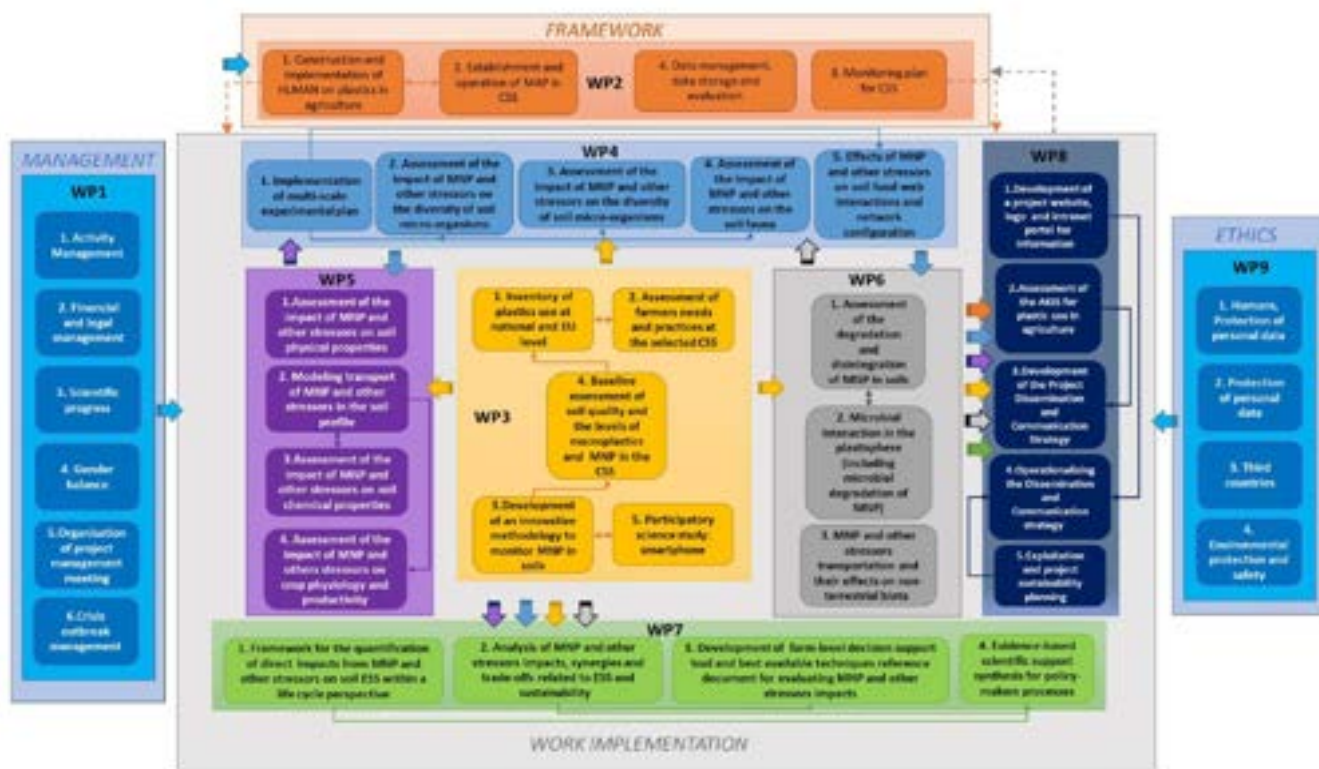 FRAMEWORK
1. Construction and
implementation of
HUMAN on plastics in
agriculture
2. Establishment and
operation of MAP in
CSS
WP2
4. Data management,
data storage and
evaluation
3. Monitoring plan
for CSS
MANAGEMENT
WP1
1. Activity
Management
2. Financial
and legal
management
3. Scientific
progress
4. Gender
balance
5.Organisation
of project
management
meeting
6.Crisis
outbreak
management
WP4
1. Implementation
of multi-scale
experimental plan
2. Assessment of the
impact of MNP and
other stressors on
the diversity of soil
micro-organisms
3. Assessment of the
impact of MNP and other
stressors on the diversity
of soil micro-organisms
4. Assessment of
the impact of
MNP and other
stressors on the
soil fauna
5. Effects of MNP
and other stressors
on soil food web
interactions and
network
configuration
WP5
1.Assessment of the
impact of MNP and
other stressors on soil
physical properties
2. Modeling transport
of MNP and other
stressors in the soil
profile
3.Assessment of the
impact of MNP and
other stressors on soil
chemical properties
4. Assessment of the
impact of MNP and
others stressors on
crop physiology and
productivity
WP3
1. Inventory of
plastics use at
national and EU
level
2. Assessment of
farmers needs and
practices at the
selected CSS
4. Baseline
assessment of
soil quality and
the levels of
macroplastics
and MNP in the
CSS
3.Development
of an innovative
methodology to
monitor MNP in
soils
5. Participatory
science study:
smartphone
WP6
1. Assessment
of the
degradation
and
disintegration
of MNP in soils
2. Microbial
interaction in the
plastisphere
(including
microbial
degradation of
MNP)
3. MNP and other
stressors
transportation and
their effects on non-
terrestrial biota
WP8
1.Development of
a project website,
logo and intranet
portal for
information
2.Assessment of
the AKIS for
plastic use in
agriculture
3.Development
of the Project
Dissemination
and
Communication
Strategy
4.Operationalising
the Dissemination
and
Communication
strategy
5.Exploitation
and project
sustainability
planning
ETHICS
WP9
1. Humans,
Protection of
personal data
2. Protection
of personal
data
3. Third
countries
4.
Environmental
protection and
safety
WP7
1. Framework for the quantification
of direct impacts from MNP and
other stressors on soil ESS within a
life cycle perspective
2. Analysis of MNP and other
stressors impacts, synergies and
trade-offs related to ESS and
sustainability
3. Development of farm-level decision support
tool and best available techniques reference
document for evaluating MNP and other
stressors impacts
4. Evidence-based
scientific support
synthesis for policy-
makers processes
WORK IMPLEMENTATION